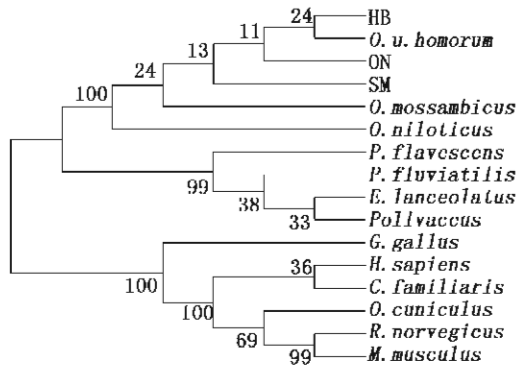 24 HB
11 O.u.homorum
13 ON
24 SM
100 O.mossambicus
O.niloticus
P.flavescens
99 P.fluviatilis
38 E.lanceolatus
33 Pollvaccus
G.gallus
100 36 H.sapiens
C.familiaris
100 O.cuniculus
69 R.norvegicus
99 M.musculus